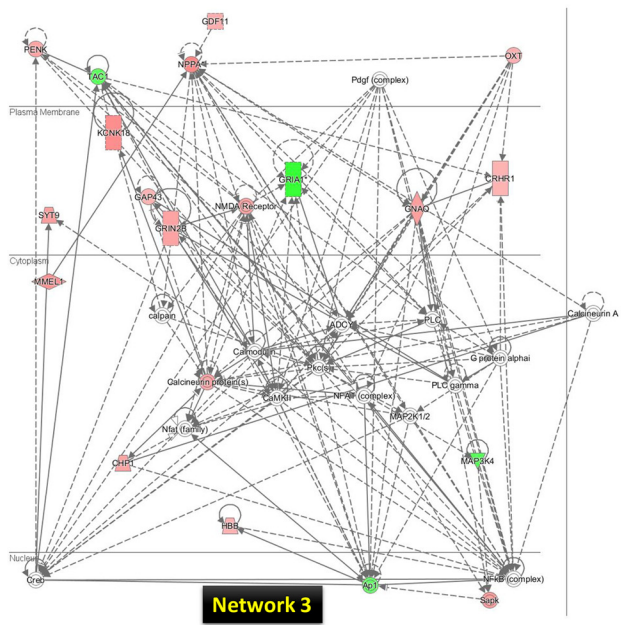 GDF11
PENK
OXT
NPPA
TAC1
Pdgf (complex)
Plasma Membrane
KCNK18
GRIA1
CRHR1
GAP43
NMDA Receptor
GNAQ
SYT9
GRIN2B
Cytoplasm
MMEL1
calpain
Calcineurin A
PLC
ADCY
Calmodulin
G protein alphai
Pkc(s)
Calcineurin protein(s)
PLC gamma
CaMKII
NFAT (complex)
MAP2K1/2
Nfat (family)
CHP1
MAP3K4
HBB
Nucleus
Creb
NFkB (complex)
Ap1
Sapk
Network 3